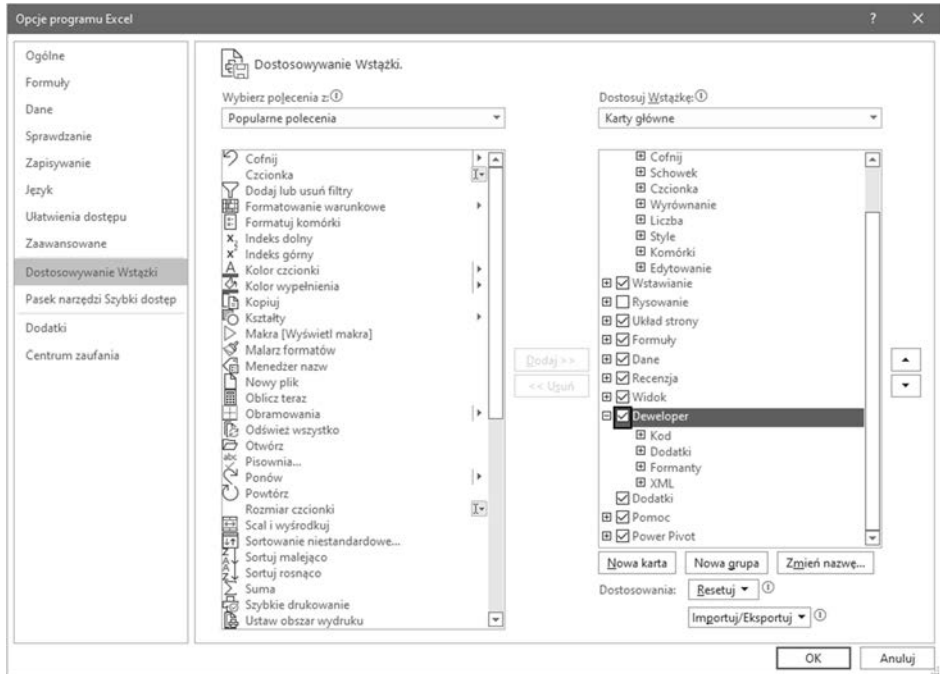 Opcje programu Excel
?
Ogólne
Formuły
Dane
Sprawdzanie
Zapisywanie
Język
Ułatwienia dostępu
Zaawansowane
Dostosowywanie Wstążki
Pasek narzędzi Szybki dostęp
Dodatki
Centrum zaufania
Dostosowywanie Wstążki.
Wybierz polecenia z:
Popularne polecenia
Cofnij
Czcionka
Dodaj lub usuń filtry
Formatowanie warunkowe
Formatuj komórki
Indeks dolny
Indeks górny
Kolor czcionki
Kolor wypełnienia
Kopiuj
Kształty
Makra [Wyświetl makra]
Malarz formatów
Menedżer nazw
Nowy plik
Oblicz teraz
Obramowania
Odśwież wszystko
Otwórz
Pisownia...
Ponów
Powtórz
Rozmiar czcionki
Scal i wyśrodkuj
Sortowanie niestandardowe...
Sortuj malejąco
Sortuj rosnąco
Suma
Szybkie drukowanie
Ustaw obszar wydruku
Dodaj >>
<< Usuń
Dostosuj Wstążkę:
Karty główne
Cofnij
Schowek
Czcionka
Wyrównanie
Liczba
Style
Komórki
Edytowanie
Wstawianie
Rysowanie
Układ strony
Formuły
Dane
Recenzja
Widok
Deweloper
Kod
Dodatki
Formanty
XML
Dodatki
Pomoc
Power Pivot
Nowa karta Nowa grupa Zmień nazwę...
Dostosowania: Resetuj
Importuj/Eksportuj
OK Anuluj